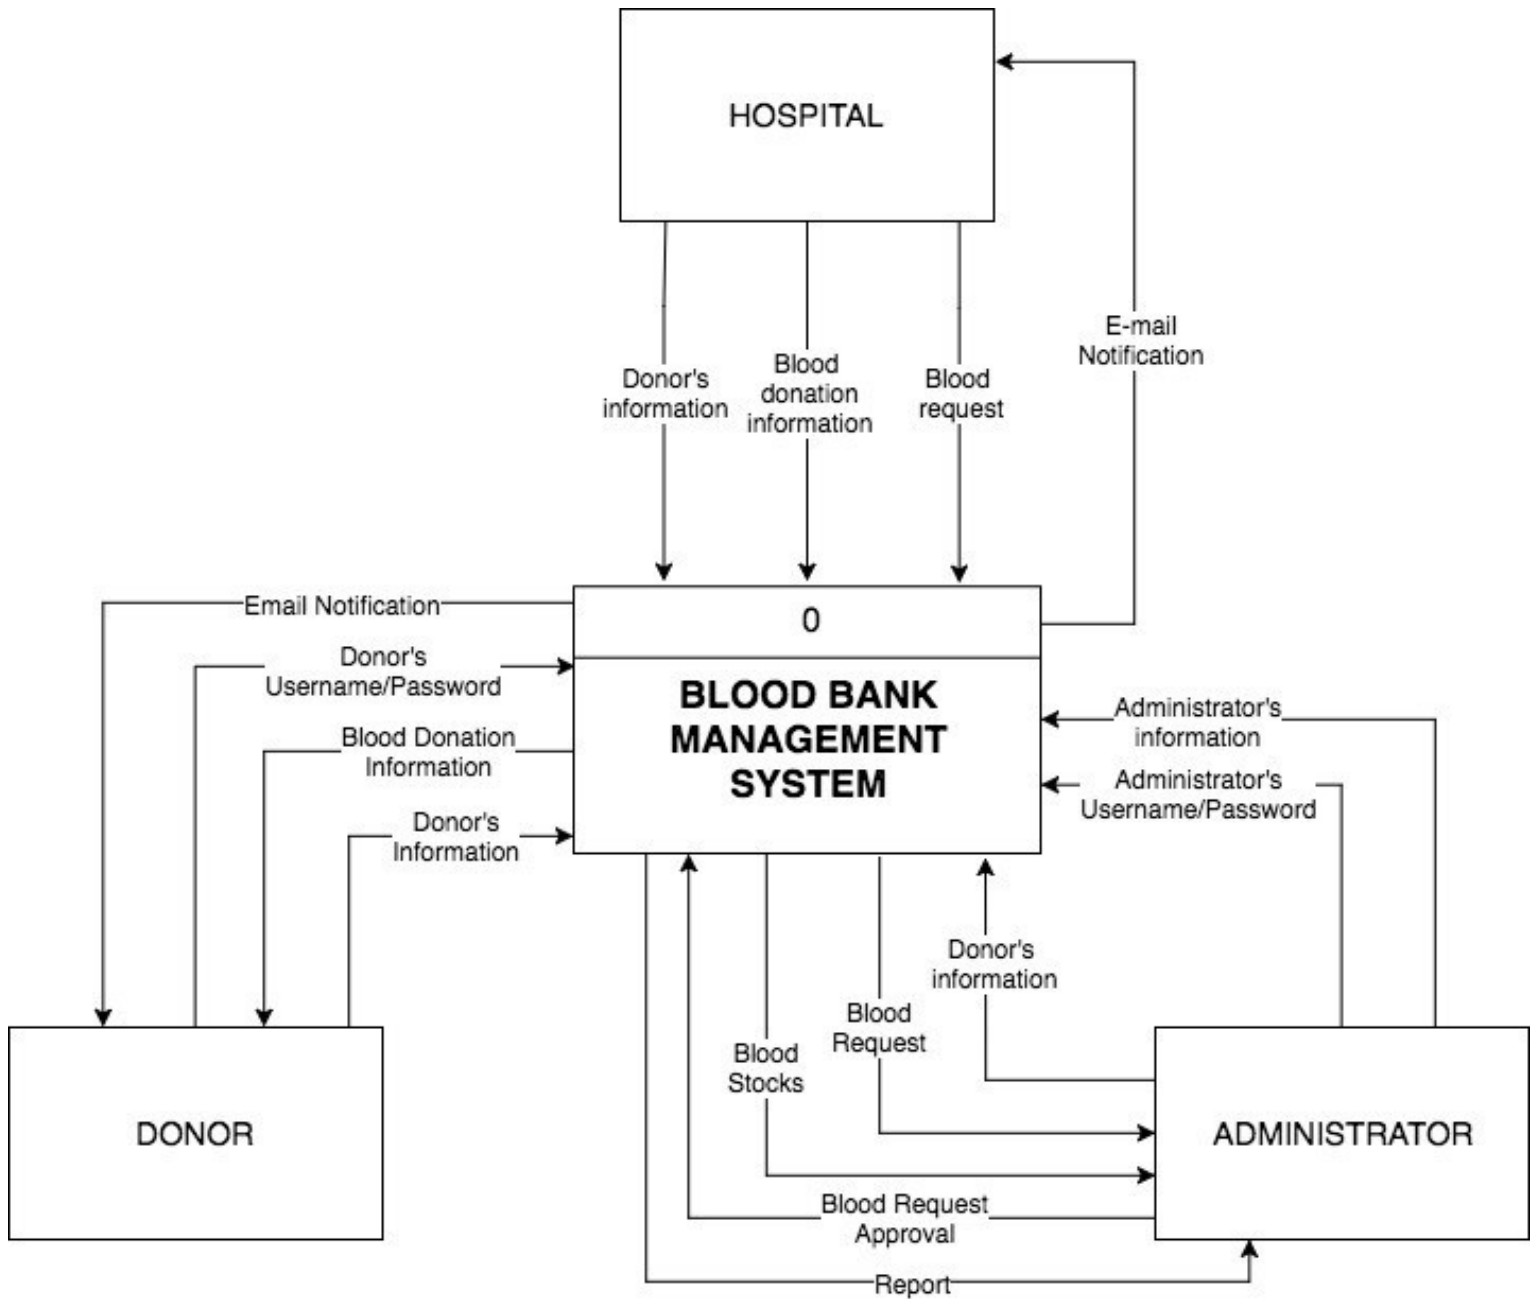 HOSPITAL
E-mail
Notification
Donor's
information
Blood
donation
information
Blood
request
Email Notification
0
Donor's
Username/Password
BLOOD BANK
MANAGEMENT
SYSTEM
Blood Donation
Information
Donor's
Information
Administrator's
information
Administrator's
Username/Password
Donor's
information
Blood
Request
Blood
Stocks
DONOR
ADMINISTRATOR
Blood Request
Approval
Report